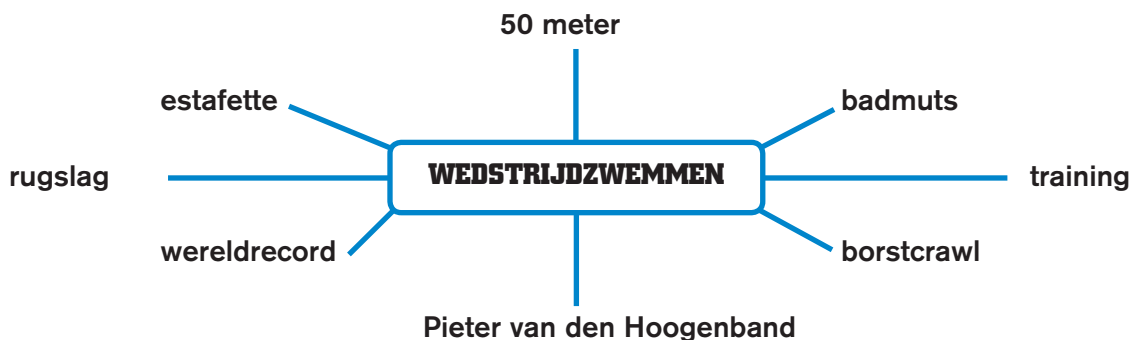 50 meter
estafette
badmuts
rugslag
WEDSTRIJDZWEMMEN
training
wereldrecord
borstcrawl
Pieter van den Hoogenband